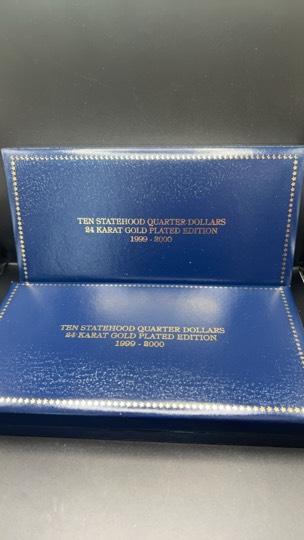 TEN STATEHOOD QUARTER DOLLARS
24 KARAT GOLD PLATED EDITION
1999 - 2000
TEN STATEHOOD QUARTER DOLLARS
24 KARAT GOLD PLATED EDITION
1999 - 2000